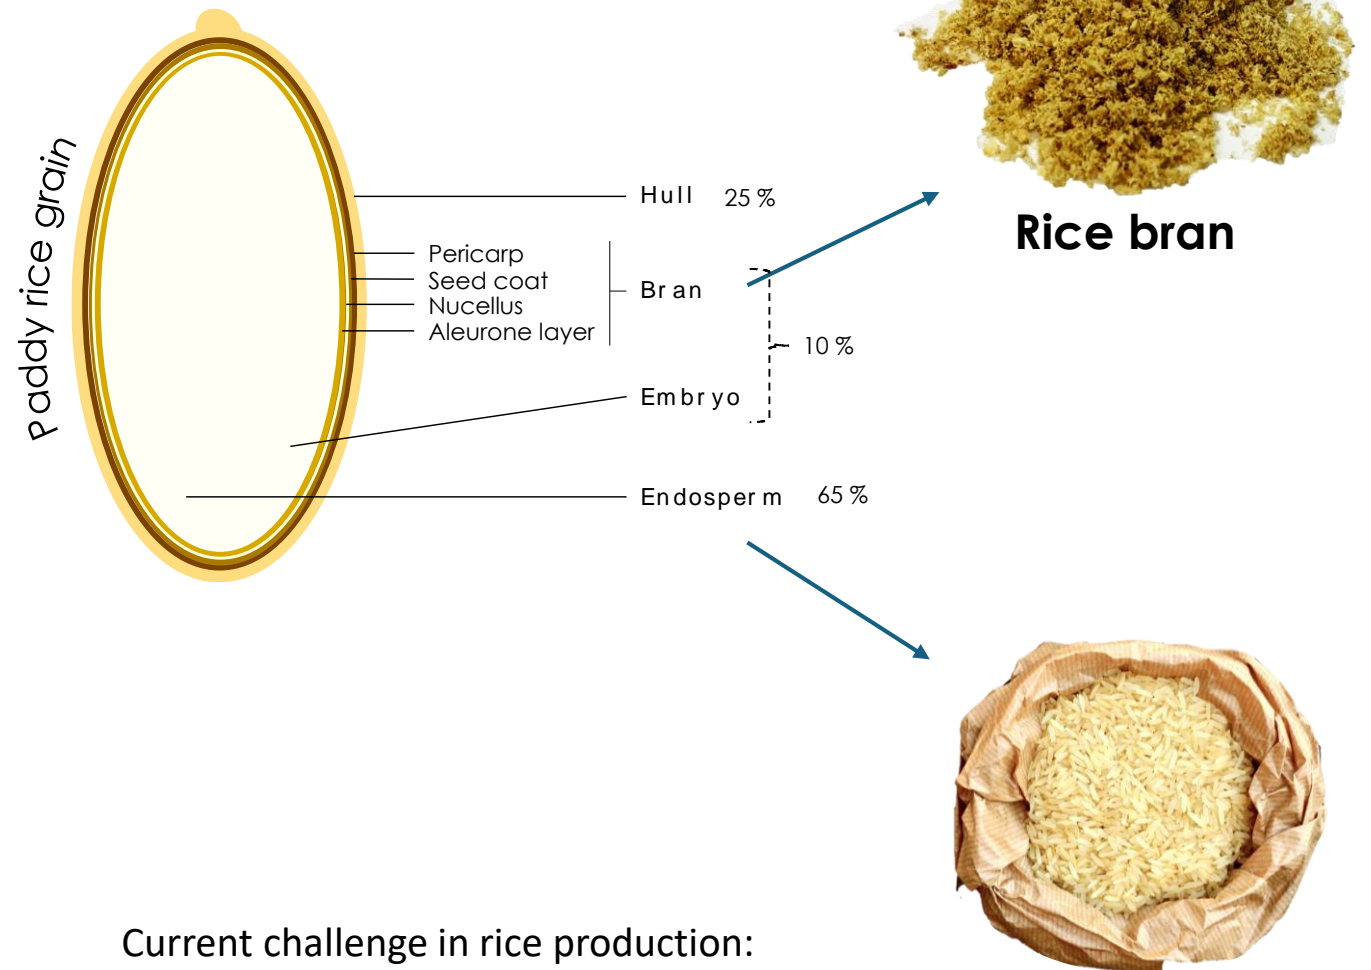 Paddy rice grain
Hull 25 %
Pericarp
Seed coat
Nucellus
Aleurone layer
Bran
10 %
Embryo
Endosperm 65 %
Rice bran
Current challenge in rice production: